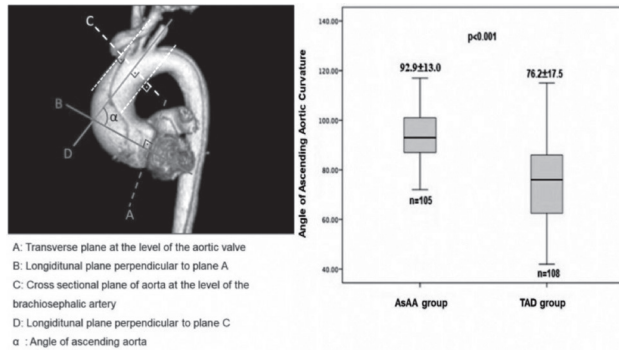 C
B
α
D
A
A: Transverse plane at the level of the aortic valve
B: Longiditunal plane perpendicular to plane A
C: Cross sectional plane of aorta at the level of the
brachiosephalic artery
D: Longiditunal plane perpendicular to plane C
α : Angle of ascending aorta
Angle of Ascending Aortic Curvature
140.00
120.00
100.00
80.00
60.00
40.00
p<0.001
92.9±13.0
76.2±17.5
n=105
n=108
AsAA group
TAD group